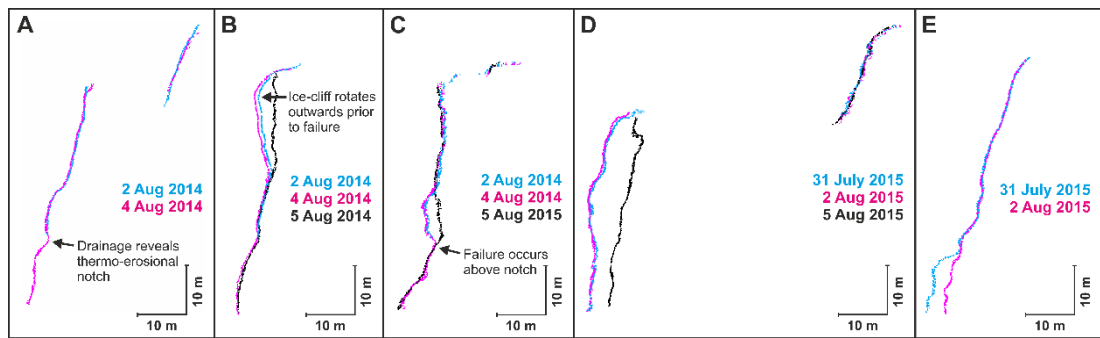 A
2 Aug 2014
4 Aug 2014
Drainage reveals
thermo-erosional
notch
10 m
10 m
B
Ice-cliff rotates
outwards prior
to failure
2 Aug 2014
4 Aug 2014
5 Aug 2014
10 m
10 m
C
2 Aug 2014
4 Aug 2014
5 Aug 2015
Failure occurs
above notch
10 m
10 m
D
31 July 2015
2 Aug 2015
5 Aug 2015
10 m
10 m
E
31 July 2015
2 Aug 2015
10 m
10 m